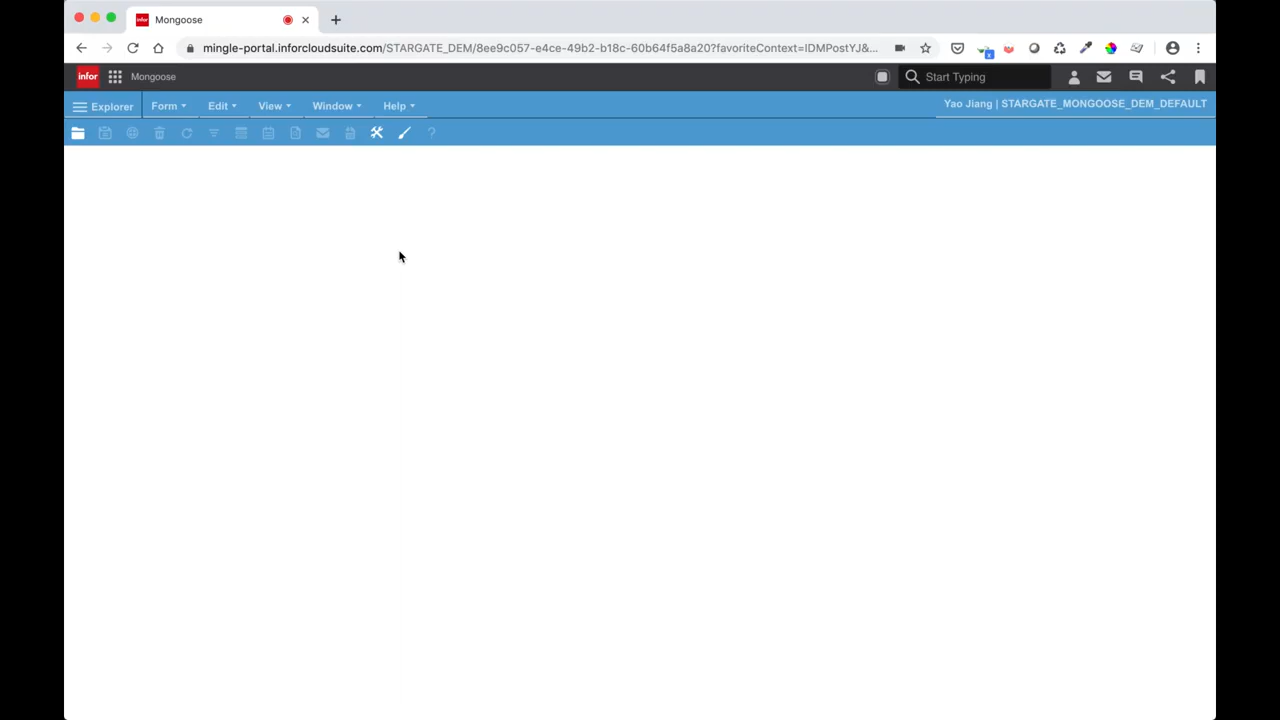 infor Mongoose
mingle-portal.inforcloudsuite.com/STARGATE_DEM/8ee9c057-e4ce-49b2-b18c-60b64f5a8a20?favoriteContext=IDMPostYJ&...
infor Mongoose Start Typing
Explorer Form Edit View Window Help Yao Jiang | STARGATE_MONGOOSE_DEM_DEFAULT
?